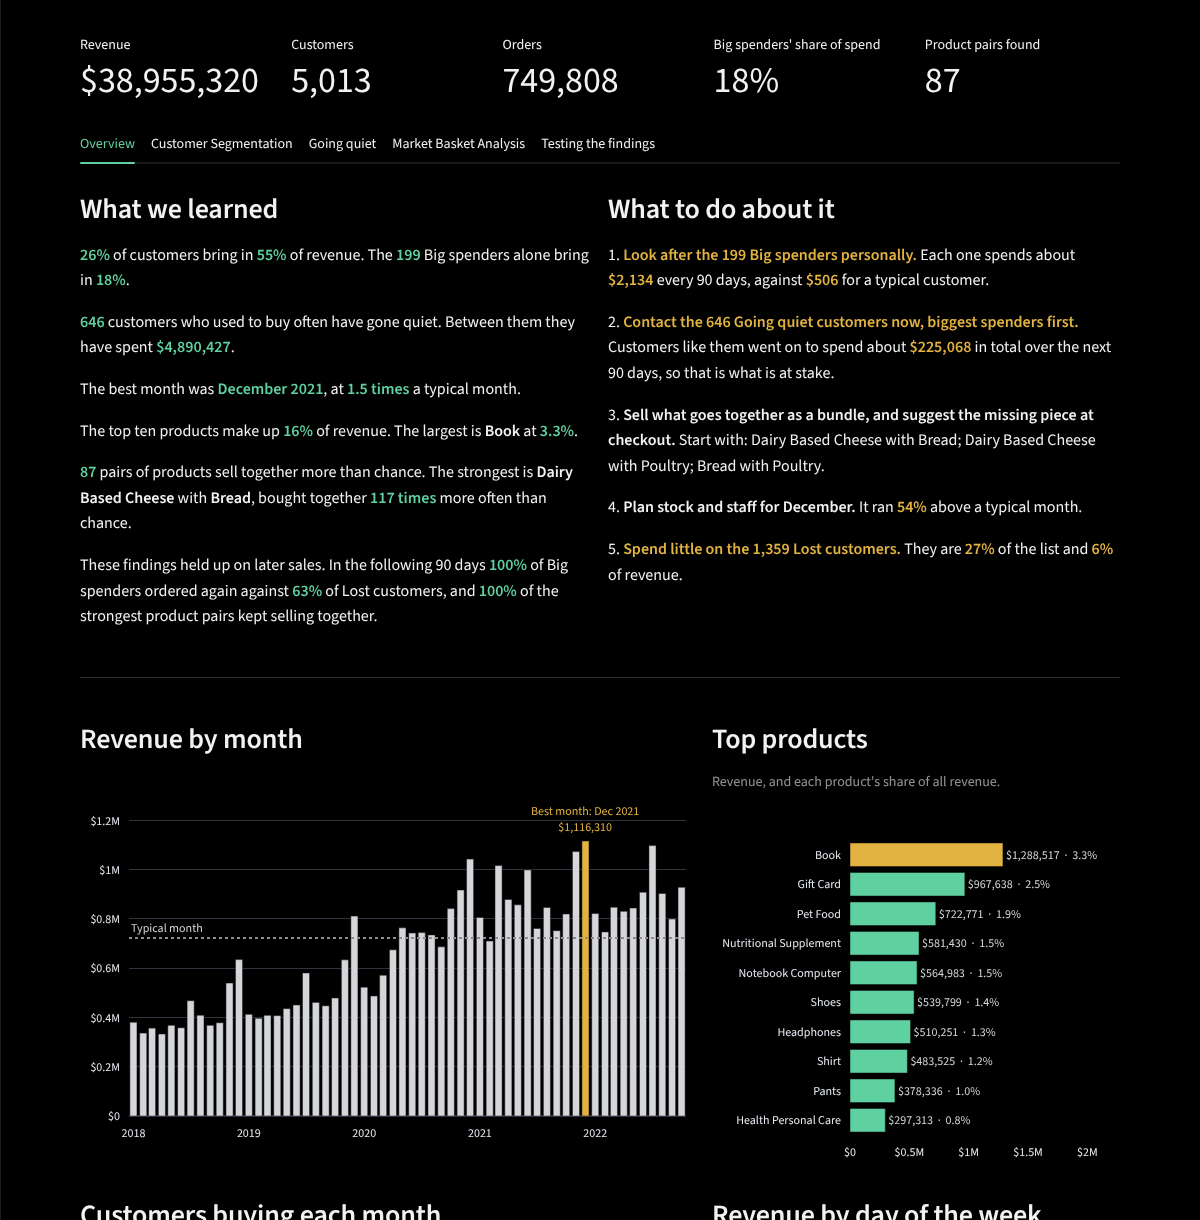 Revenue
$38,955,320
Customers
5,013
Orders
749,808
Big spenders' share of spend
18%
Product pairs found
87
Overview
Customer Segmentation
Going quiet
Market Basket Analysis
Testing the findings
What we learned
26% of customers bring in 55% of revenue. The 199 Big spenders alone bring
in 18%.
646 customers who used to buy often have gone quiet. Between them they
have spent $4,890,427.
The best month was December 2021, at 1.5 times a typical month.
The top ten products make up 16% of revenue. The largest is Book at 3.3%.
87 pairs of products sell together more than chance. The strongest is Dairy
Based Cheese with Bread, bought together 117 times more often than
chance.
These findings held up on later sales. In the following 90 days 100% of Big
spenders ordered again against 63% of Lost customers, and 100% of the
strongest product pairs kept selling together.
What to do about it
1. Look after the 199 Big spenders personally. Each one spends about
$2,134 every 90 days, against $506 for a typical customer.
2. Contact the 646 Going quiet customers now, biggest spenders first.
Customers like them went on to spend about $225,068 in total over the next
90 days, so that is what is at stake.
3. Sell what goes together as a bundle, and suggest the missing piece at
checkout. Start with: Dairy Based Cheese with Bread; Dairy Based Cheese
with Poultry; Bread with Poultry.
4. Plan stock and staff for December. It ran 54% above a typical month.
5. Spend little on the 1,359 Lost customers. They are 27% of the list and 6%
of revenue.
Revenue by month
Best month: Dec 2021
$1,116,310
$1.2M
$1M
$0.8M
Typical month
$0.6M
$0.4M
$0.2M
$0
2018
2019
2020
2021
2022
Top products
Revenue, and each product's share of all revenue.
Book
$1,288,517 · 3.3%
Gift Card
$967,638 · 2.5%
Pet Food
$722,771 · 1.9%
Nutritional Supplement
$581,430 · 1.5%
Notebook Computer
$564,983 · 1.5%
Shoes
$539,799 · 1.4%
Headphones
$510,251 · 1.3%
Shirt
$483,525 · 1.2%
Pants
$378,336 · 1.0%
Health Personal Care
$297,313 · 0.8%
$0
$0.5M
$1M
$1.5M
$2M
Customers buying each month
Revenue by day of the week